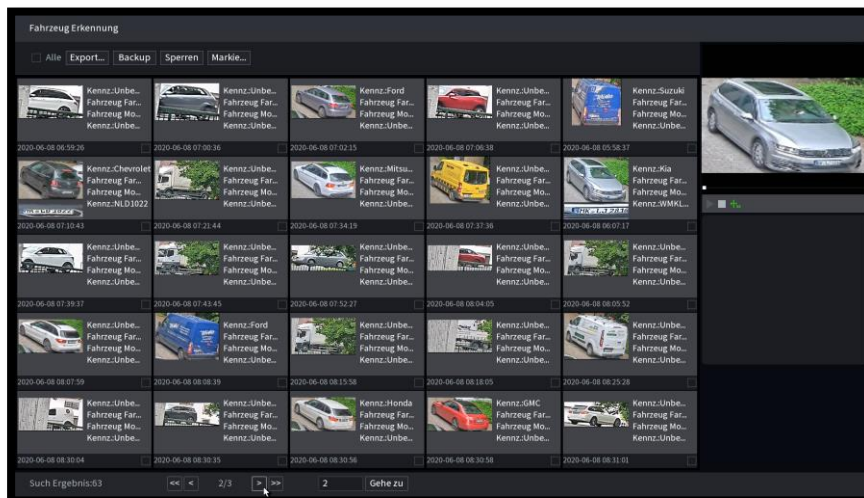 Fahrzeug Erkennung
Alle Export... Backup Sperren Markie...
Kennz.:Unbe...
Fahrzeug Far...
Fahrzeug Mo...
Kennz.:Unbe...
2020-06-08 06:59:26
Kennz.:Unbe...
Fahrzeug Far...
Fahrzeug Mo...
Kennz.:Unbe...
2020-06-08 07:00:36
Kennz.:Ford
Fahrzeug Far...
Fahrzeug Mo...
Kennz.:Unbe...
2020-06-08 07:02:15
Kennz.:Unbe...
Fahrzeug Far...
Fahrzeug Mo...
Kennz.:Unbe...
2020-06-08 07:06:38
Kennz.:Suzuki
Fahrzeug Far...
Fahrzeug Mo...
Kennz.:Unbe...
2020-06-08 05:58:37
Kennz.:Chevrolet
Fahrzeug Far...
Fahrzeug Mo...
Kennz.:NLD1022
2020-06-08 07:10:43
Kennz.:Unbe...
Fahrzeug Far...
Fahrzeug Mo...
Kennz.:Unbe...
2020-06-08 07:21:44
Kennz.:Mitsu...
Fahrzeug Far...
Fahrzeug Mo...
Kennz.:Unbe...
2020-06-08 07:34:19
Kennz.:Unbe...
Fahrzeug Far...
Fahrzeug Mo...
Kennz.:Unbe...
2020-06-08 07:37:36
Kennz.:Kia
Fahrzeug Far...
Fahrzeug Mo...
Kennz.:WMKL...
2020-06-08 06:07:17
Kennz.:Unbe...
Fahrzeug Far...
Fahrzeug Mo...
Kennz.:Unbe...
2020-06-08 07:39:37
Kennz.:Unbe...
Fahrzeug Far...
Fahrzeug Mo...
Kennz.:Unbe...
2020-06-08 07:43:45
Kennz.:Unbe...
Fahrzeug Far...
Fahrzeug Mo...
Kennz.:Unbe...
2020-06-08 07:52:27
Kennz.:Unbe...
Fahrzeug Far...
Fahrzeug Mo...
Kennz.:Unbe...
2020-06-08 08:04:05
Kennz.:Unbe...
Fahrzeug Far...
Fahrzeug Mo...
Kennz.:Unbe...
2020-06-08 08:05:52
Kennz.:Unbe...
Fahrzeug Far...
Fahrzeug Mo...
Kennz.:Unbe...
2020-06-08 08:07:59
Kennz.:Ford
Fahrzeug Far...
Fahrzeug Mo...
Kennz.:Unbe...
2020-06-08 08:08:39
Kennz.:Unbe...
Fahrzeug Far...
Fahrzeug Mo...
Kennz.:Unbe...
2020-06-08 08:15:58
Kennz.:Unbe...
Fahrzeug Far...
Fahrzeug Mo...
Kennz.:Unbe...
2020-06-08 08:18:05
Kennz.:Unbe...
Fahrzeug Far...
Fahrzeug Mo...
Kennz.:Unbe...
2020-06-08 08:25:28
Kennz.:Unbe...
Fahrzeug Far...
Fahrzeug Mo...
Kennz.:Unbe...
2020-06-08 08:30:04
Kennz.:Unbe...
Fahrzeug Far...
Fahrzeug Mo...
Kennz.:Unbe...
2020-06-08 08:30:35
Kennz.:Honda
Fahrzeug Far...
Fahrzeug Mo...
Kennz.:Unbe...
2020-06-08 08:30:56
Kennz.:GMC
Fahrzeug Far...
Fahrzeug Mo...
Kennz.:Unbe...
2020-06-08 08:30:58
Kennz.:Unbe...
Fahrzeug Far...
Fahrzeug Mo...
Kennz.:Unbe...
2020-06-08 08:31:01
Such Ergebnis:63 << < 2/3 > >> 2 Gehe zu